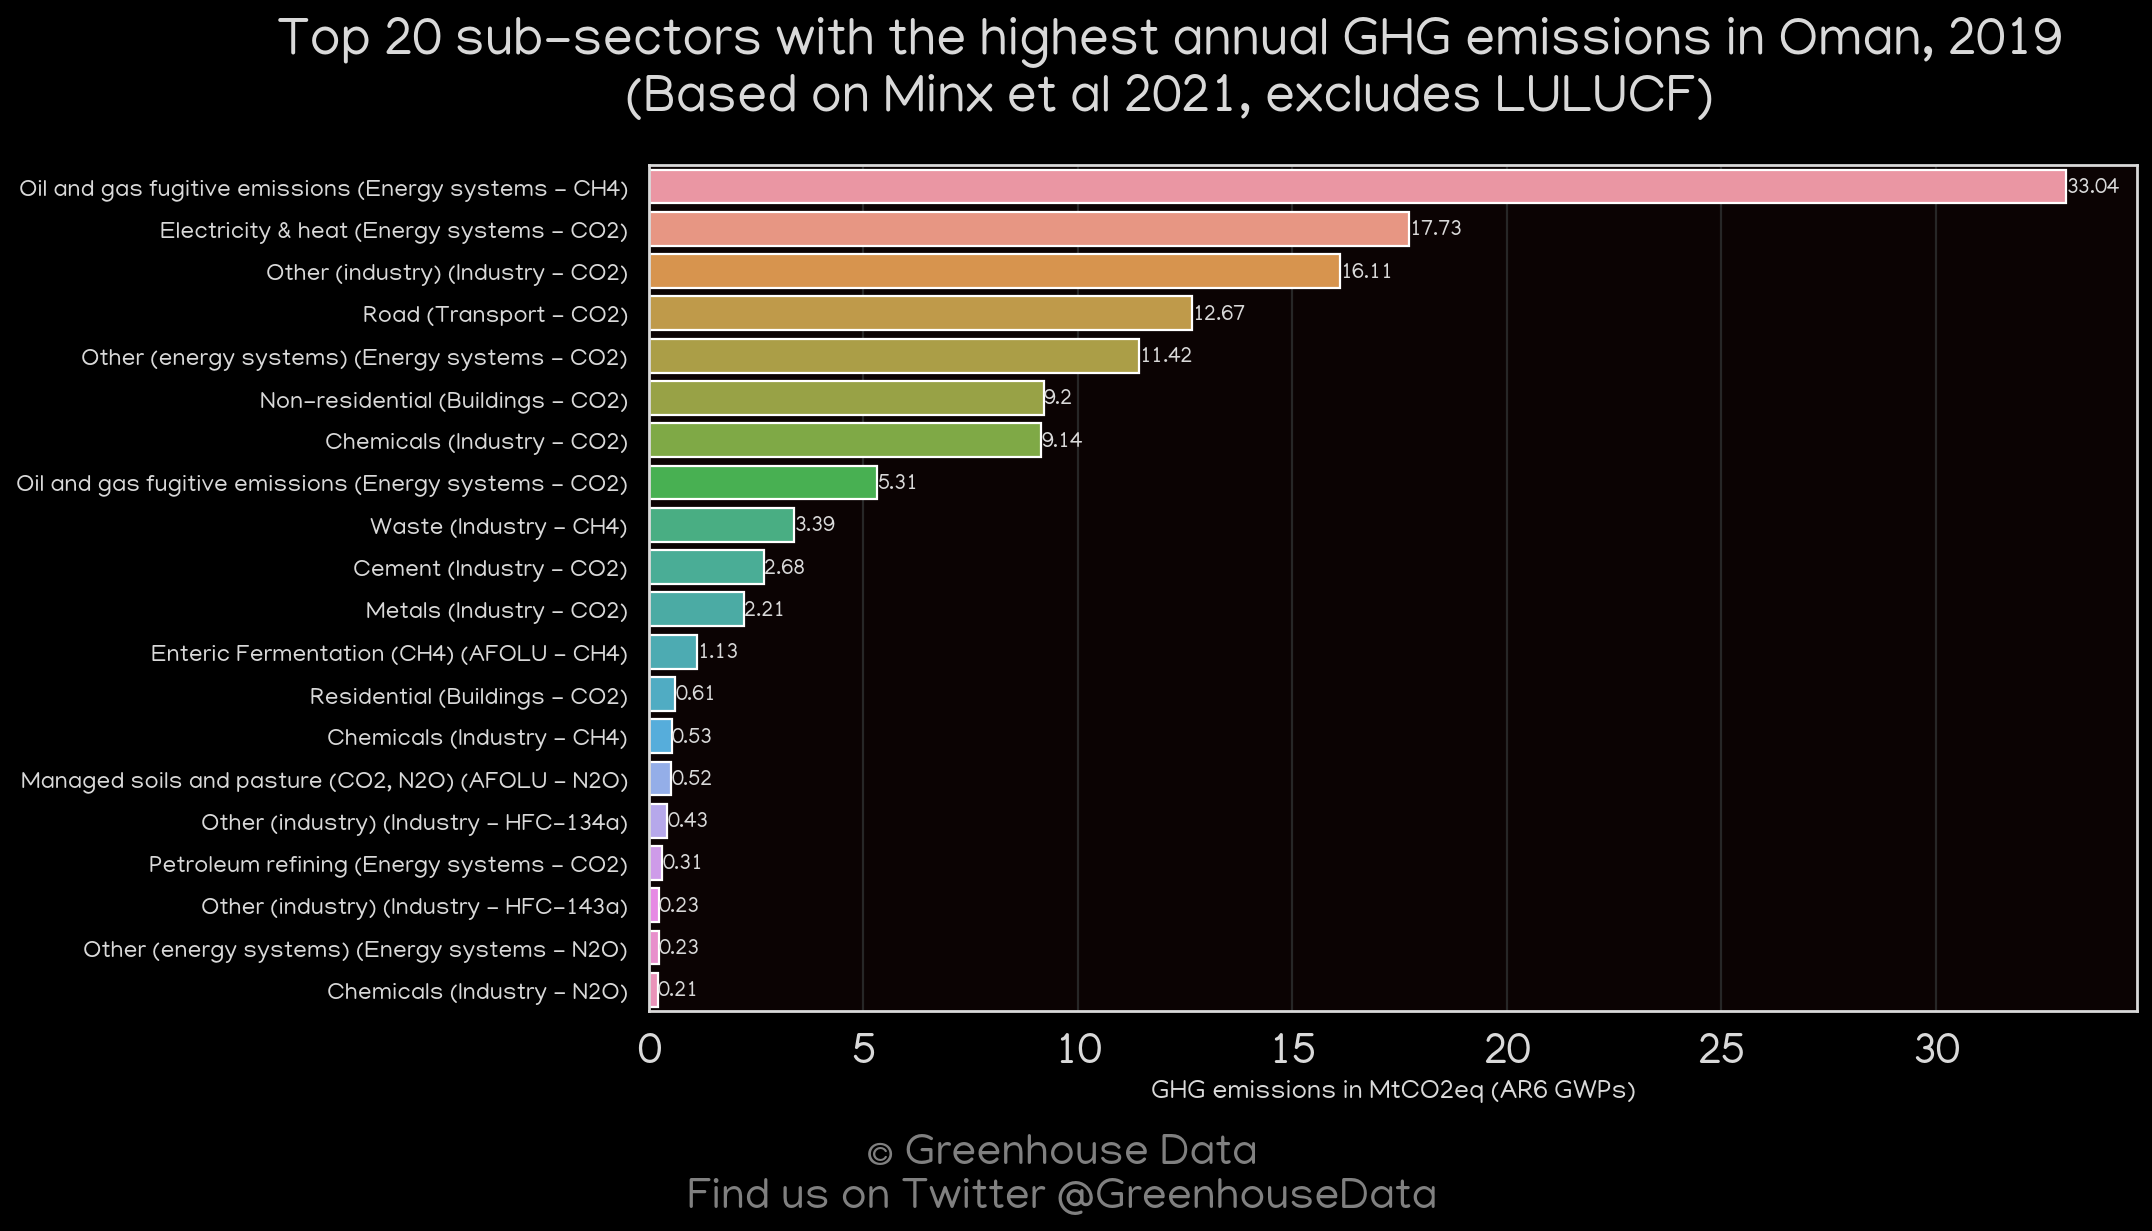 Top 20 sub-sectors with the highest annual GHG emissions in Oman, 2019
(Based on Minx et al 2021, excludes LULUCF)
Oil and gas fugitive emissions (Energy systems - CH4) 33.04
Electricity & heat (Energy systems - CO2) 17.73
Other (industry) (Industry - CO2) 16.11
Road (Transport - CO2) 12.67
Other (energy systems) (Energy systems - CO2) 11.42
Non-residential (Buildings - CO2) 9.2
Chemicals (Industry - CO2) 9.14
Oil and gas fugitive emissions (Energy systems - CO2) 5.31
Waste (Industry - CH4) 3.39
Cement (Industry - CO2) 2.68
Metals (Industry - CO2) 2.21
Enteric Fermentation (CH4) (AFOLU - CH4) 1.13
Residential (Buildings - CO2) 0.61
Chemicals (Industry - CH4) 0.53
Managed soils and pasture (CO2, N2O) (AFOLU - N2O) 0.52
Other (industry) (Industry - HFC-134a) 0.43
Petroleum refining (Energy systems - CO2) 0.31
Other (industry) (Industry - HFC-143a) 0.23
Other (energy systems) (Energy systems - N2O) 0.23
Chemicals (Industry - N2O) 0.21
0 5 10 15 20 25 30
GHG emissions in MtCO2eq (AR6 GWPs)
© Greenhouse Data
Find us on Twitter @GreenhouseData